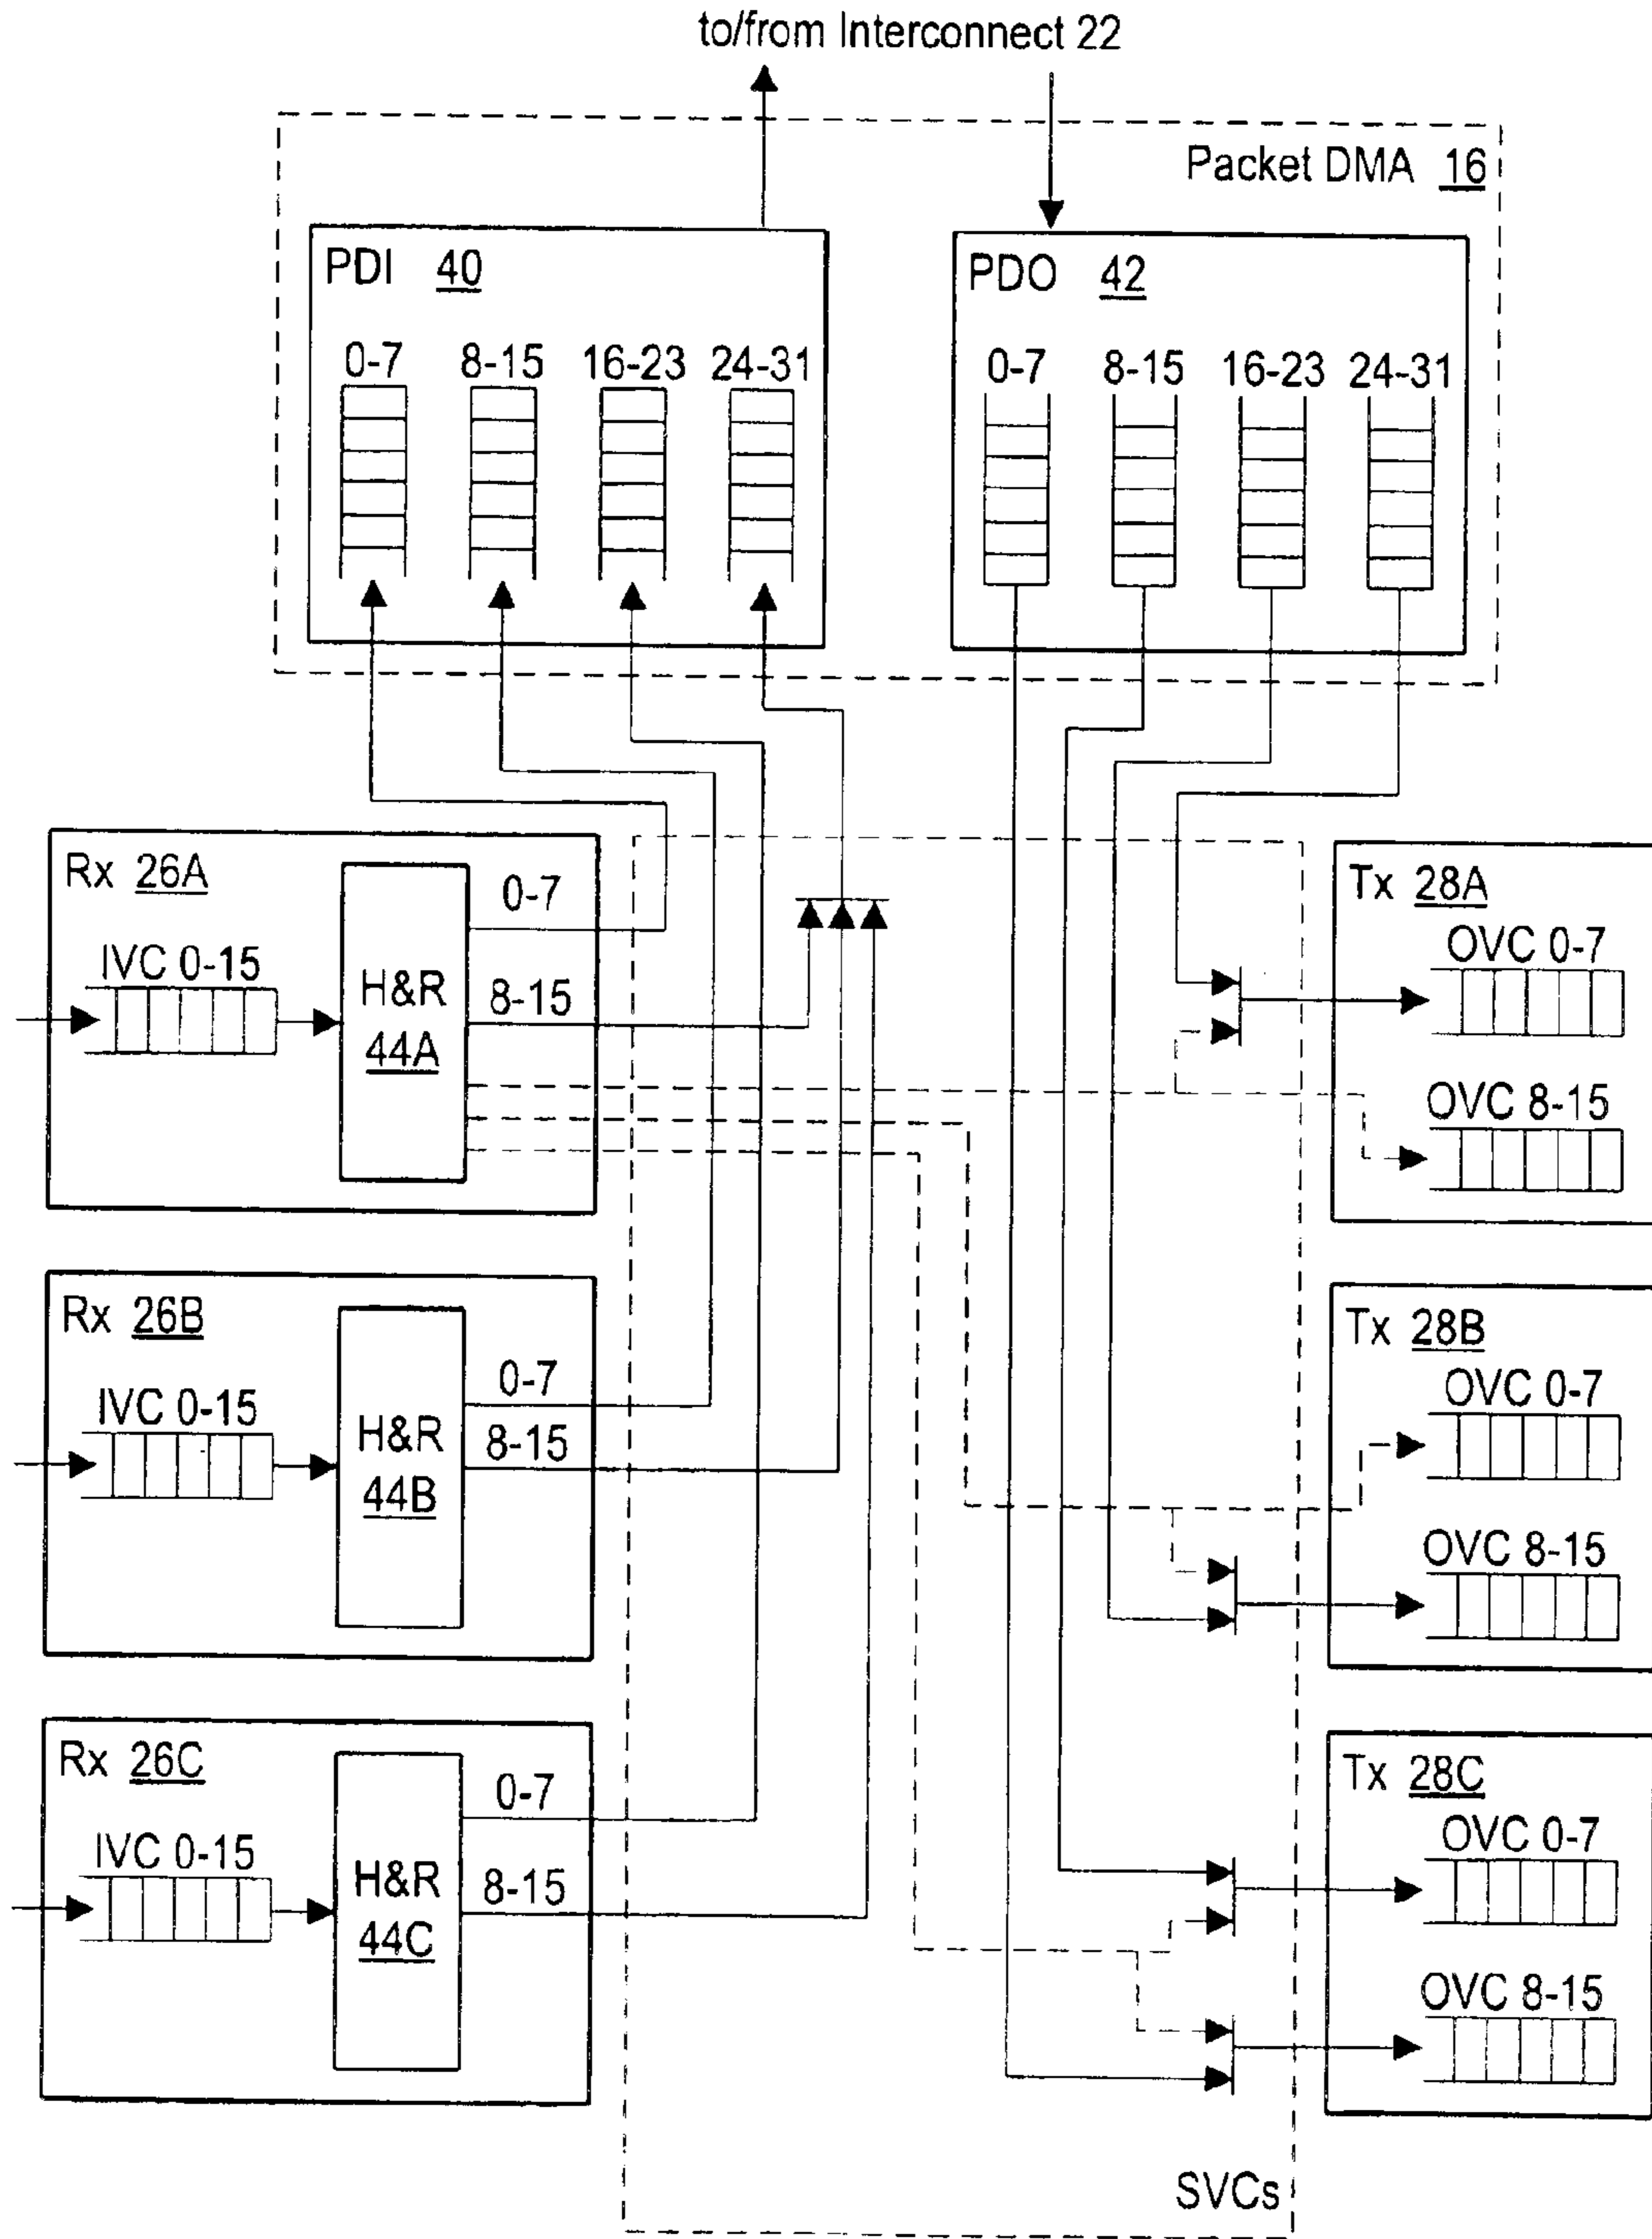 to/from Interconnect 22
Packet DMA 16
PDI 40
0-7 8-15 16-23 24-31
PDO 42
0-7 8-15 16-23 24-31
Rx 26A
IVC 0-15
H&R
44A
0-7
8-15
Tx 28A
OVC 0-7
OVC 8-15
Rx 26B
IVC 0-15
H&R
44B
0-7
8-15
Tx 28B
OVC 0-7
OVC 8-15
Rx 26C
IVC 0-15
H&R
44C
0-7
8-15
Tx 28C
OVC 0-7
OVC 8-15
SVCs